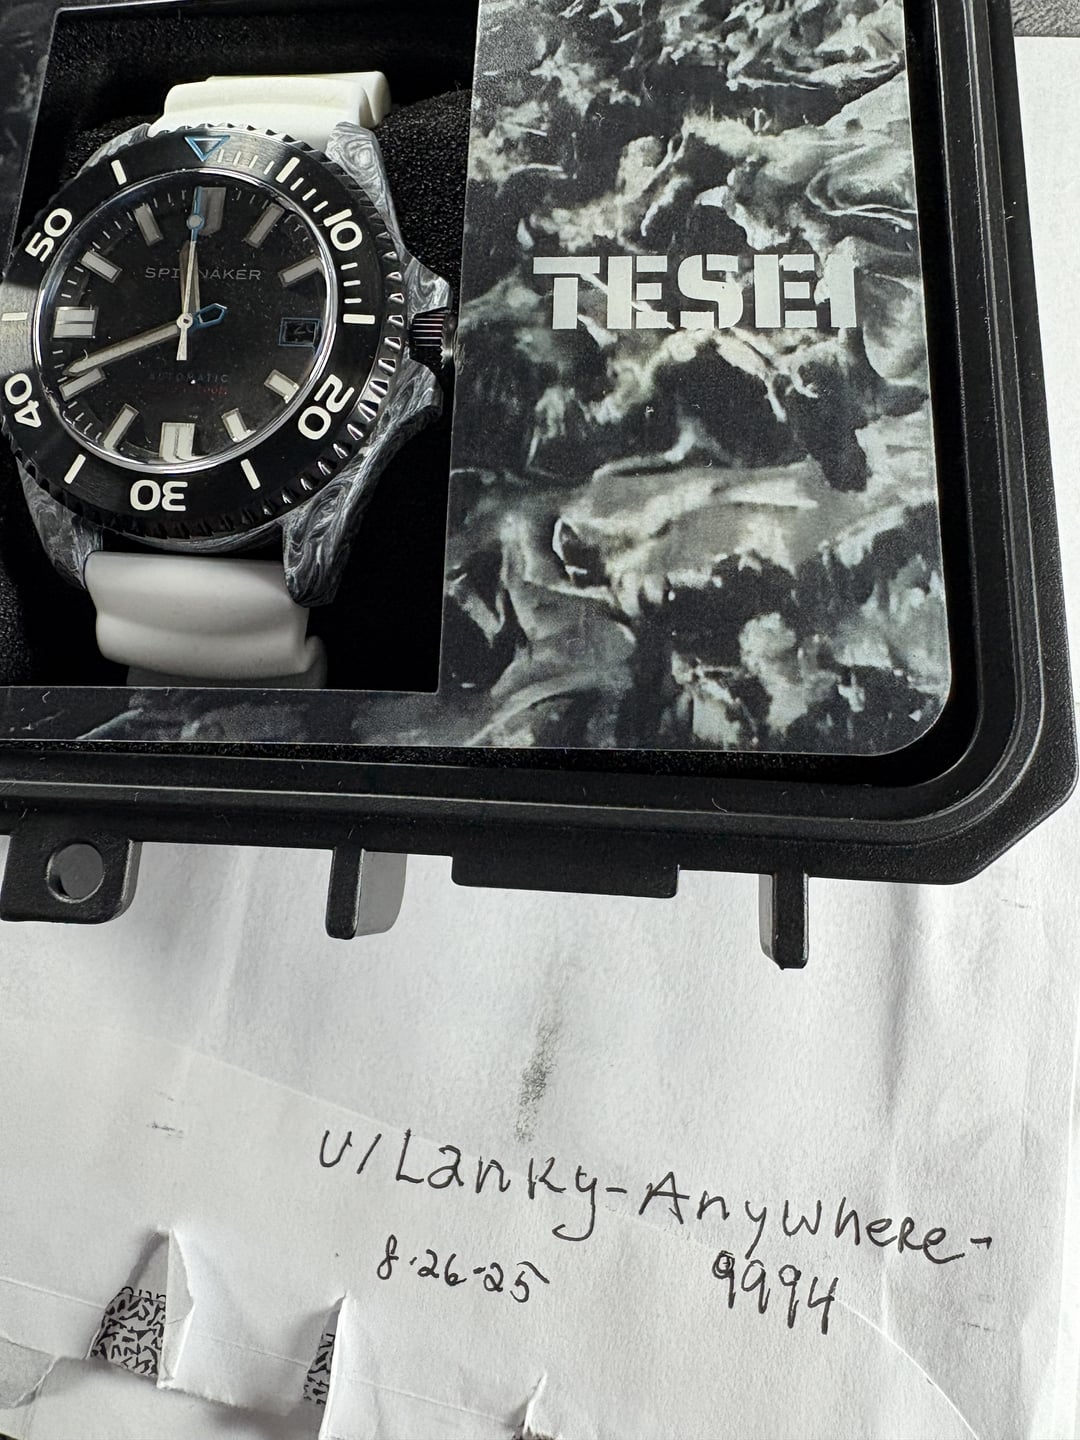 50
10
40
20
30
SPINNAKER
AUTOMATIC
TESEI
u/Lanky-Anywhere-
9994
8·26-25